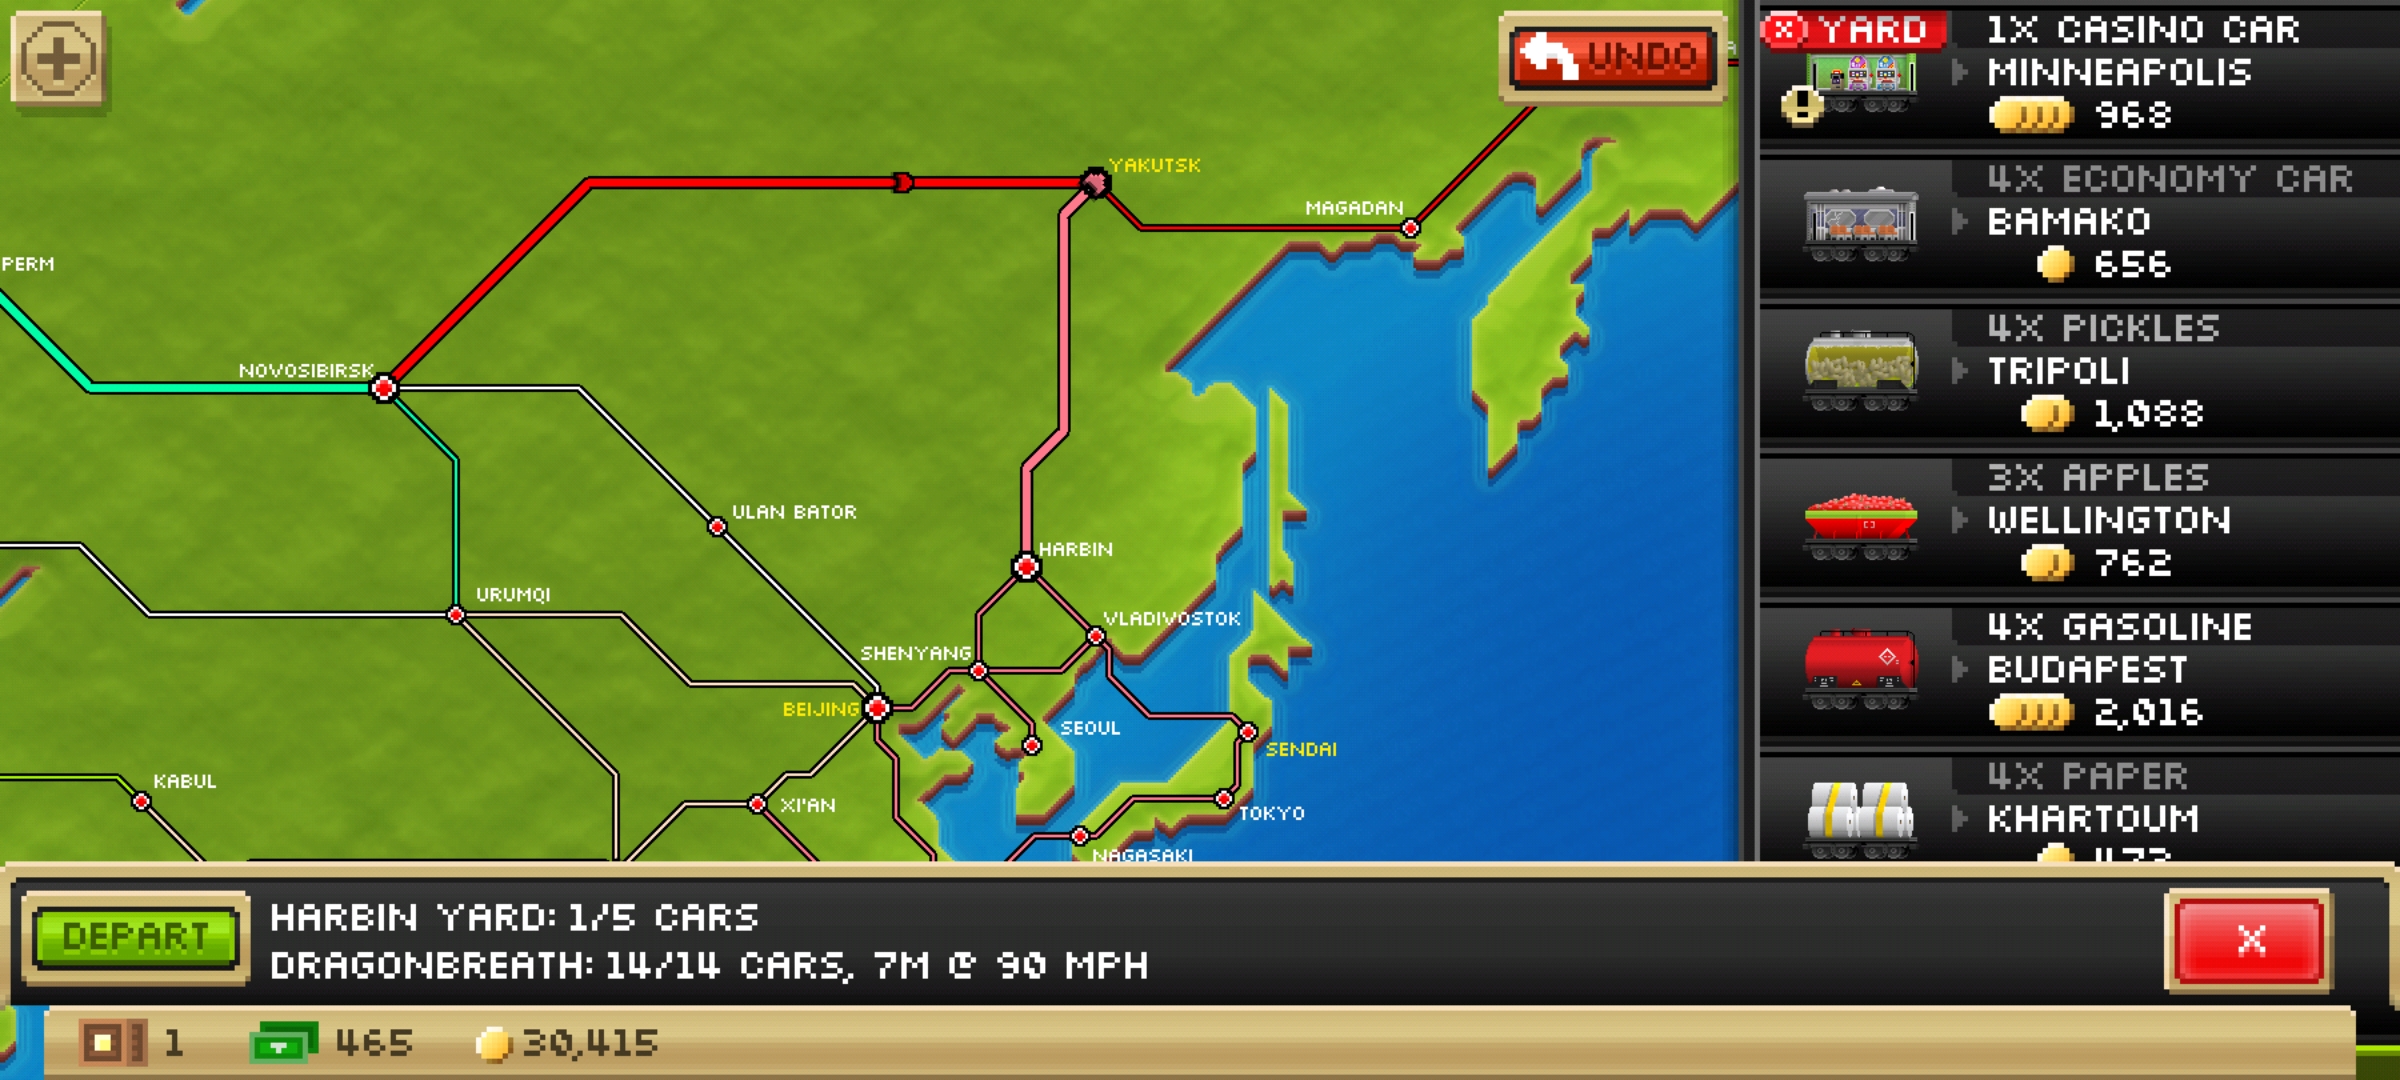 UNDO
YAKUTSK
MAGADAN
PERM
NOVOSIBIRSK
ULAN BATOR
HARBIN
URUMQI
VLADIVOSTOK
SHENYANG
BEIJING
SEOUL
SENDAI
KABUL
XI'AN
TOKYO
NAGASAKI
YARD
1X CASINO CAR
MINNEAPOLIS
968
4X ECONOMY CAR
BAMAKO
656
4X PICKLES
TRIPOLI
1,088
3X APPLES
WELLINGTON
762
4X GASOLINE
BUDAPEST
2,016
4X PAPER
KHARTOUM
DEPART
HARBIN YARD: 1/5 CARS
DRAGONBREATH: 14/14 CARS, 7M @ 90 MPH
X
1
465
30,415